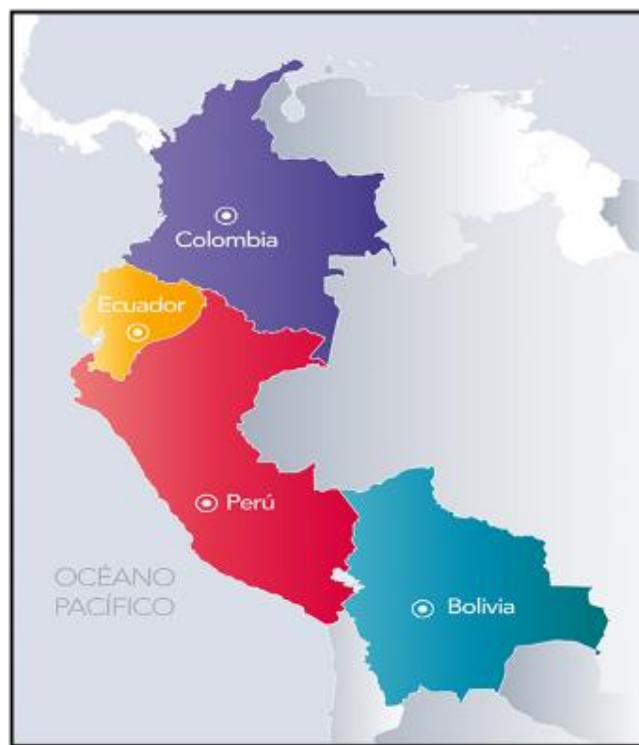 Colombia
Ecuador
Perú
OCÉANO
PACÍFICO
Bolivia